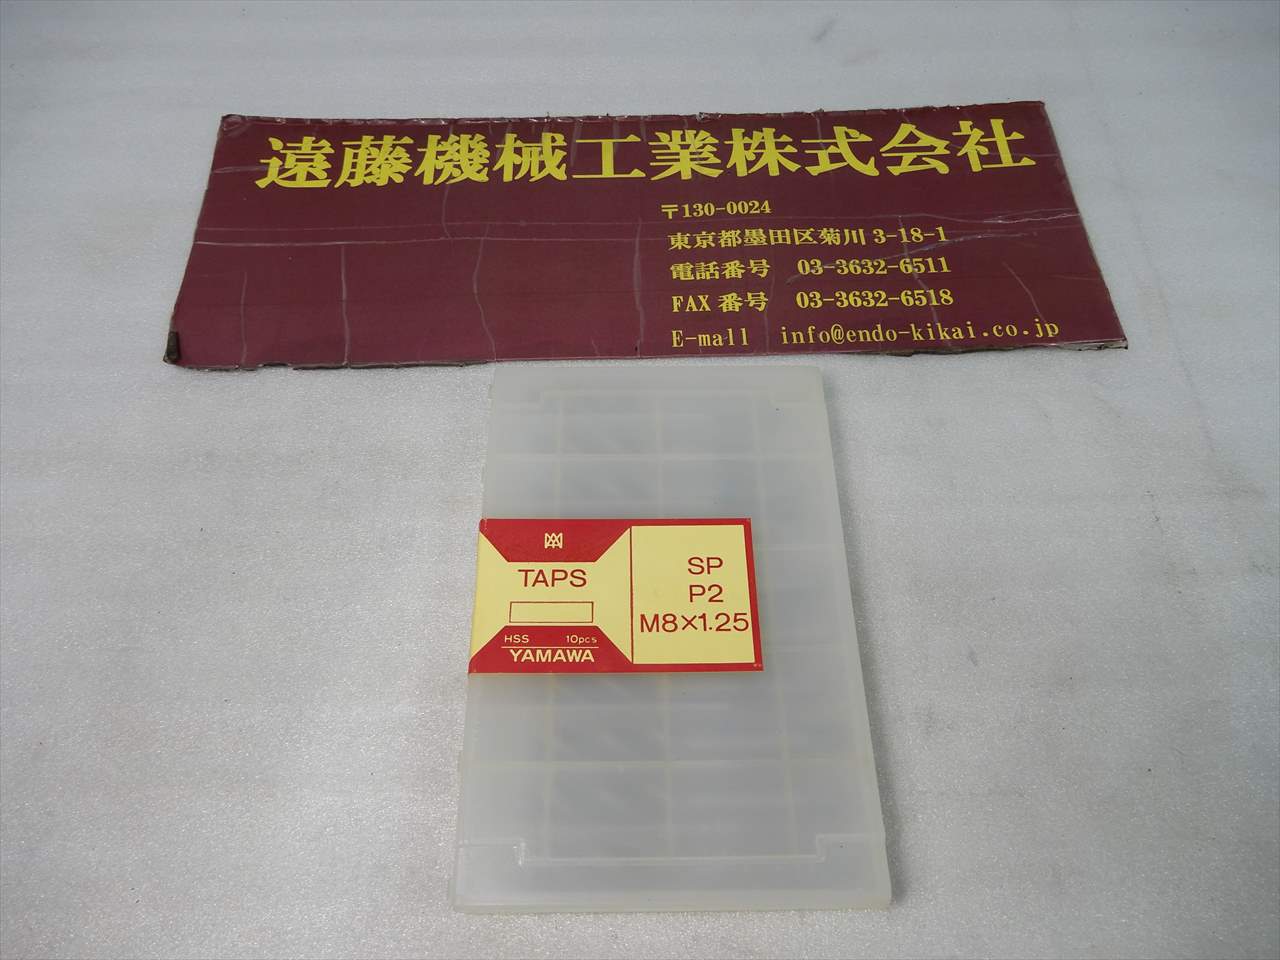 遠藤機械工業株式会社
〒130-0024
東京都墨田区菊川 3-18-1
電話番号 03-3632-6511
FAX 番号 03-3632-6518
E-mall info@endo-kikai.co.jp
TAPS
HSS 10pcs
YAMAWA
SP
P2
M8×1.25